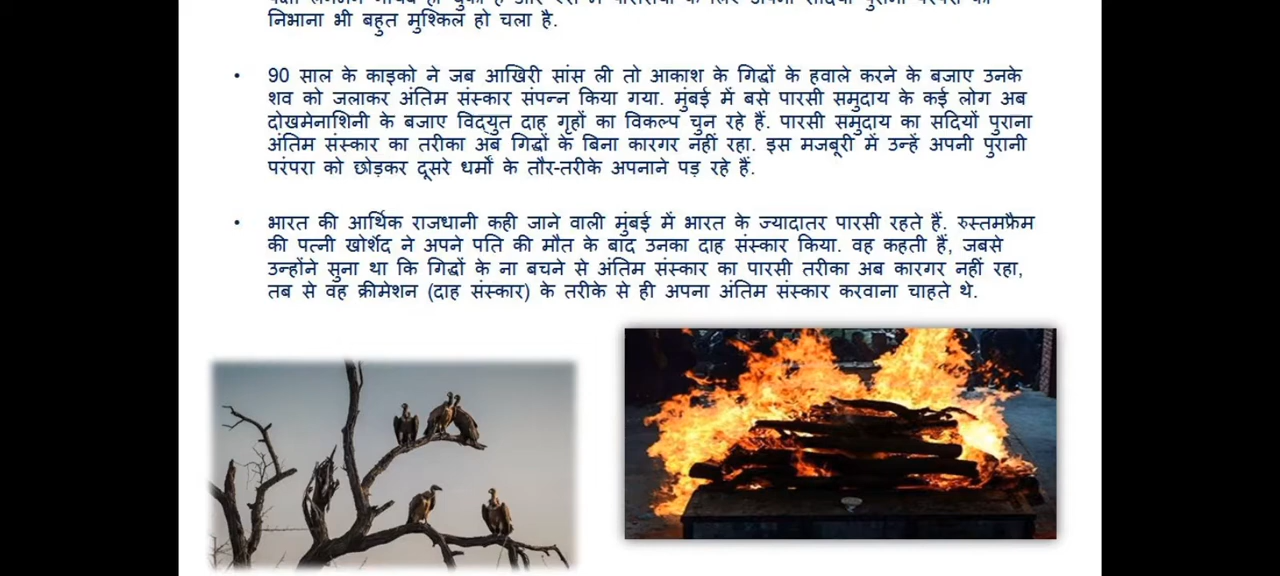 निभाना भी बहुत मुश्किल हो चला है.
• 90 साल के काड़को ने जब आखिरी सांस ली तो आकाश के गिद्धों के हवाले करने के बजाए उनके
शव को जलाकर अंतिम संस्कार संपन्न किया गया. मुंबई में बसे पारसी समुदाय के कई लोग अब
दोखमेनाशिनी के बजाए विद्युत दाह गृहों का विकल्प चुन रहे हैं. पारसी समुदाय का सदियों पुराना
अंतिम संस्कार का तरीका अब गिद्धों के बिना कारगर नहीं रहा. इस मजबूरी में उन्हें अपनी पुरानी
परंपरा को छोड़कर दूसरे धर्मों के तौर-तरीके अपनाने पड़ रहे हैं.
• भारत की आर्थिक राजधानी कही जाने वाली मुंबई में भारत के ज्यादातर पारसी रहते हैं. रुस्तमफ्रैम
की पत्नी खोर्शेद ने अपने पति की मौत के बाद उनका दाह संस्कार किया. वह कहती हैं, जबसे
उन्होंने सुना था कि गिद्धों के ना बचने से अंतिम संस्कार का पारसी तरीका अब कारगर नहीं रहा,
तब से वह क्रीमेशन (दाह संस्कार) के तरीके से ही अपना अंतिम संस्कार करवाना चाहते थे.